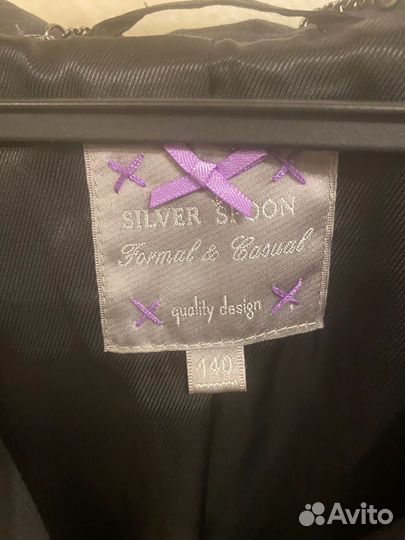 SILVER SPOON
Formal & Casual
quality design
140
Avito